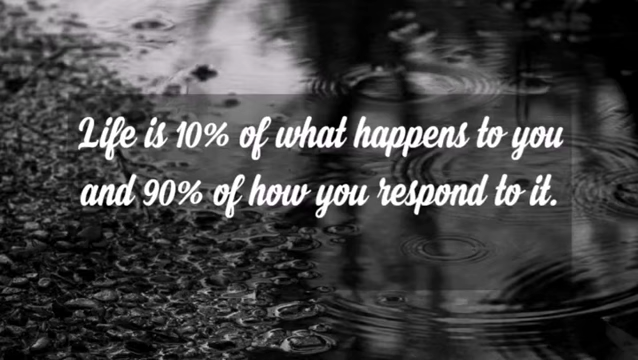 Life is 10% of what happens to you
and 90% of how you respond to it.